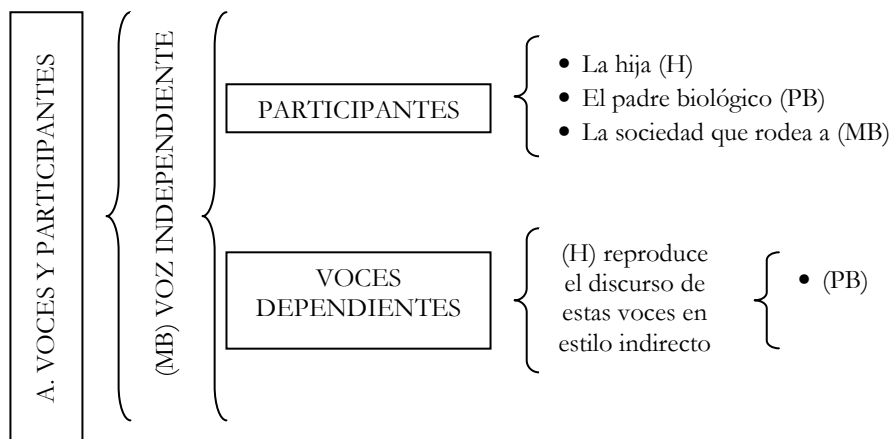 A. VOCES Y PARTICIPANTES
(MB) VOZ INDEPENDIENTE
PARTICIPANTES
• La hija (H)
• El padre biológico (PB)
• La sociedad que rodea a (MB)
VOCES
DEPENDIENTES
(H) reproduce
el discurso de
estas voces en
estilo indirecto
• (PB)